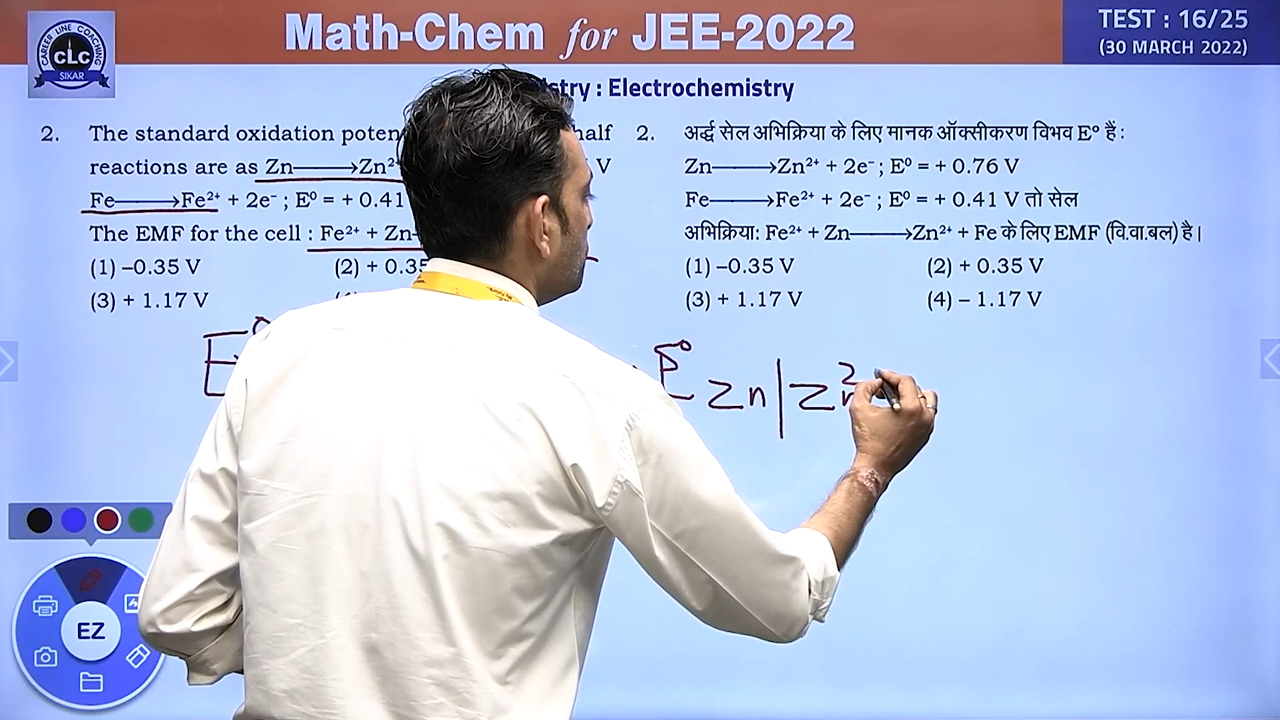 CAREER LINE COACHING
CLC
SIKAR
Math-Chem for JEE-2022
TEST : 16/25
(30 MARCH 2022)
stry : Electrochemistry
2. The standard oxidation poten half
reactions are as Zn⟶Zn²⁺ V
Fe⟶Fe²⁺ + 2e⁻ ; E⁰ = + 0.41
The EMF for the cell : Fe²⁺ + Zn
(1) –0.35 V (2) + 0.35
(3) + 1.17 V
2. अर्द्ध सेल अभिक्रिया के लिए मानक ऑक्सीकरण विभव E° हैं :
Zn⟶Zn²⁺ + 2e⁻ ; E⁰ = + 0.76 V
Fe⟶Fe²⁺ + 2e⁻ ; E⁰ = + 0.41 V तो सेल
अभिक्रिया: Fe²⁺ + Zn⟶Zn²⁺ + Fe के लिए EMF (वि.वा.बल) है।
(1) –0.35 V (2) + 0.35 V
(3) + 1.17 V (4) – 1.17 V
E° E° Zn|Zn²
EZ